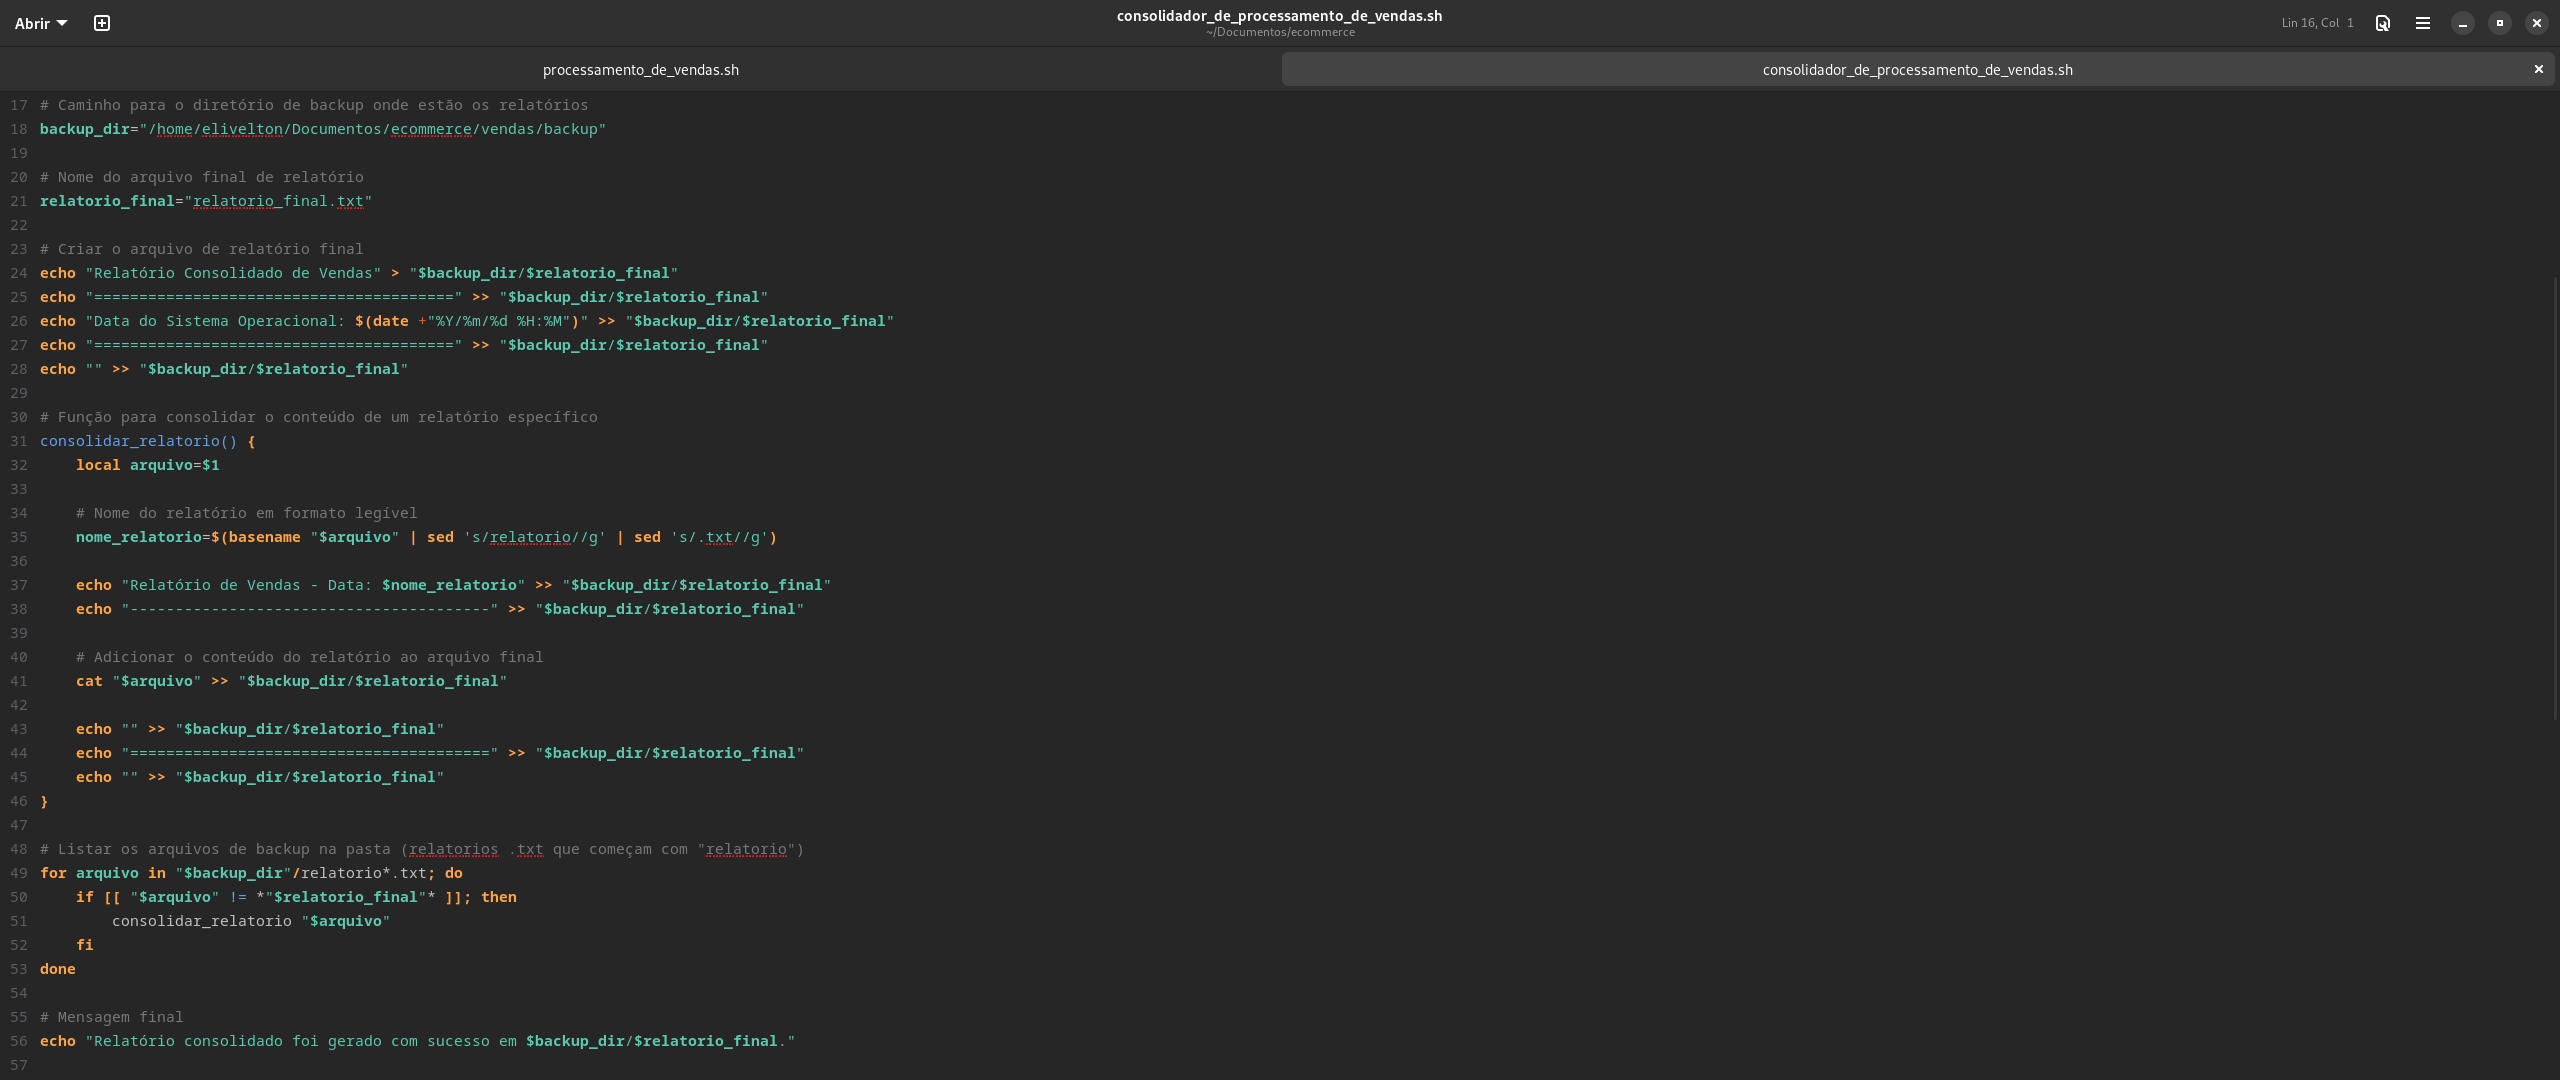 Abrir
consolidador_de_processamento_de_vendas.sh
~/Documentos/ecommerce
Lin 16, Col 1
processamento_de_vendas.sh
consolidador_de_processamento_de_vendas.sh
17 # Caminho para o diretório de backup onde estão os relatórios
18 backup_dir="/home/elivelton/Documentos/ecommerce/vendas/backup"
19
20 # Nome do arquivo final de relatório
21 relatorio_final="relatorio_final.txt"
22
23 # Criar o arquivo de relatório final
24 echo "Relatório Consolidado de Vendas" > "$backup_dir/$relatorio_final"
25 echo "========================================" >> "$backup_dir/$relatorio_final"
26 echo "Data do Sistema Operacional: $(date +"%Y/%m/%d %H:%M")" >> "$backup_dir/$relatorio_final"
27 echo "========================================" >> "$backup_dir/$relatorio_final"
28 echo "" >> "$backup_dir/$relatorio_final"
29
30 # Função para consolidar o conteúdo de um relatório específico
31 consolidar_relatorio() {
32     local arquivo=$1
33
34     # Nome do relatório em formato legível
35     nome_relatorio=$(basename "$arquivo" | sed 's/relatorio//g' | sed 's/.txt//g')
36
37     echo "Relatório de Vendas - Data: $nome_relatorio" >> "$backup_dir/$relatorio_final"
38     echo "----------------------------------------" >> "$backup_dir/$relatorio_final"
39
40     # Adicionar o conteúdo do relatório ao arquivo final
41     cat "$arquivo" >> "$backup_dir/$relatorio_final"
42
43     echo "" >> "$backup_dir/$relatorio_final"
44     echo "========================================" >> "$backup_dir/$relatorio_final"
45     echo "" >> "$backup_dir/$relatorio_final"
46 }
47
48 # Listar os arquivos de backup na pasta (relatorios .txt que começam com "relatorio")
49 for arquivo in "$backup_dir"/relatorio*.txt; do
50     if [[ "$arquivo" != *"$relatorio_final"* ]]; then
51         consolidar_relatorio "$arquivo"
52     fi
53 done
54
55 # Mensagem final
56 echo "Relatório consolidado foi gerado com sucesso em $backup_dir/$relatorio_final."
57